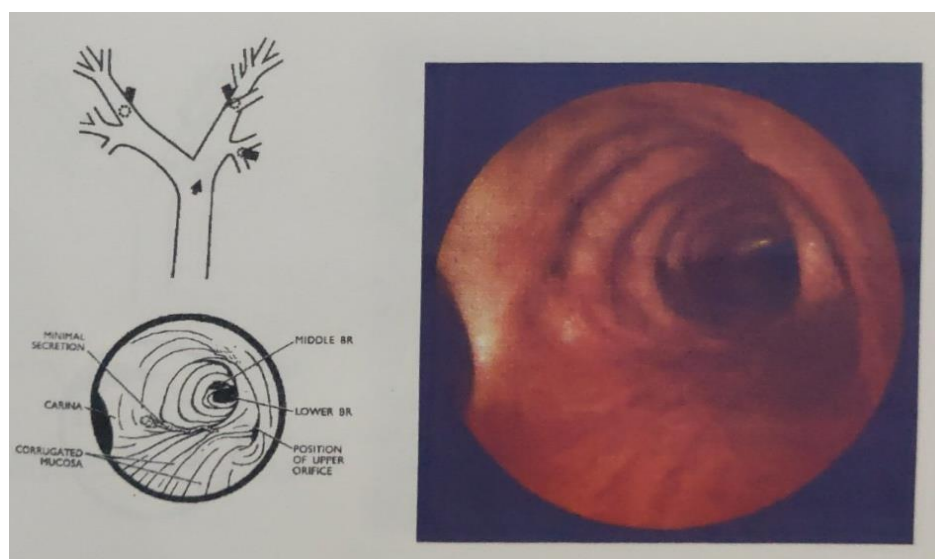 MINIMAL
SECRETION
CARINA
CORRUGATED
MUCOSA
MIDDLE BR
LOWER BR
POSITION
OF UPPER
ORIFICE